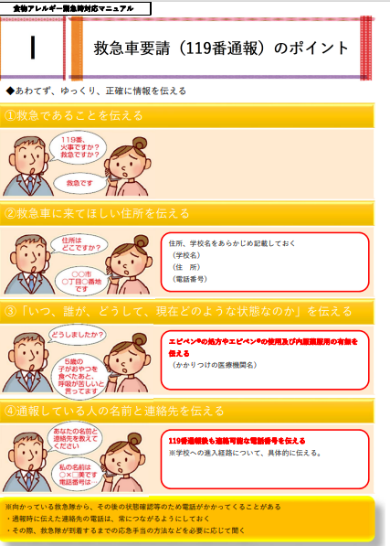 食物アレルギー緊急時対応マニュアル
I
救急車要請（119番通報）のポイント
◆あわてず、ゆっくり、正確に情報を伝える
①救急であることを伝える
119番、
火事ですか？
救急ですか？
救急です
②救急車に来てほしい住所を伝える
住所は
どこですか？
○○市
○丁目○番地
です
住所、学校名をあらかじめ記載しておく
（学校名）
（住　所）
（電話番号）
③「いつ、誰が、どうして、現在どのような状態なのか」を伝える
どうしましたか？
5歳の
子がおやつを
食べたあと、
呼吸が苦しいと
言ってます
エピペン®の処方やエピペン®の使用及び内服薬服用の有無を
伝える
（かかりつけの医療機関名）
④通報している人の名前と連絡先を伝える
あなたの名前と
連絡先を教えて
ください
私の名前は
○×□美です
電話番号は…
119番通報後も連絡可能な電話番号を伝える
※学校への進入経路について、具体的に伝える。
※向かっている救急隊から、その後の状態確認等のため電話がかかってくることがある
・通報時に伝えた連絡先の電話は、常につながるようにしておく
・その際、救急隊が到着するまでの応急手当の方法などを必要に応じて聞く